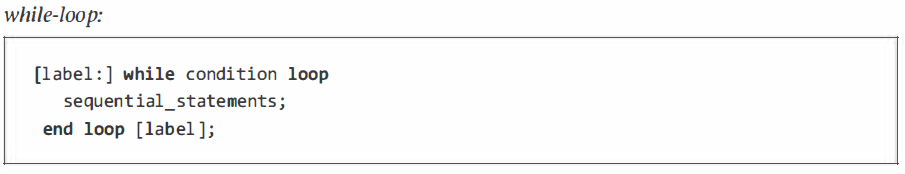 while-loop:
[label:] while condition loop
sequential_statements;
end loop [label];